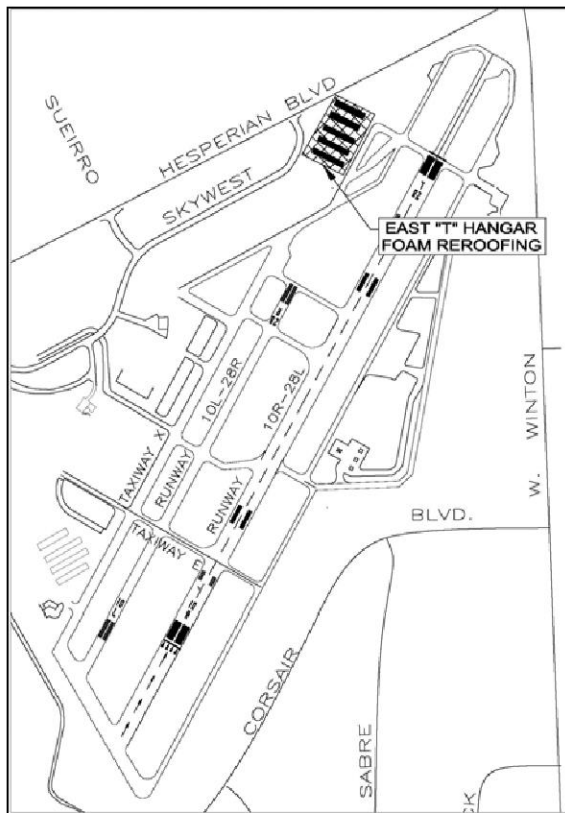 SUEIRRO
HESPERIAN BLVD
SKYWEST
EAST "T" HANGAR
FOAM REROOFING
10L-28R
10R-28L
W. WINTON
TAXIWAY X
RUNWAY
RUNWAY
TAXIWAY E
BLVD.
CORSAIR
SABRE
CK